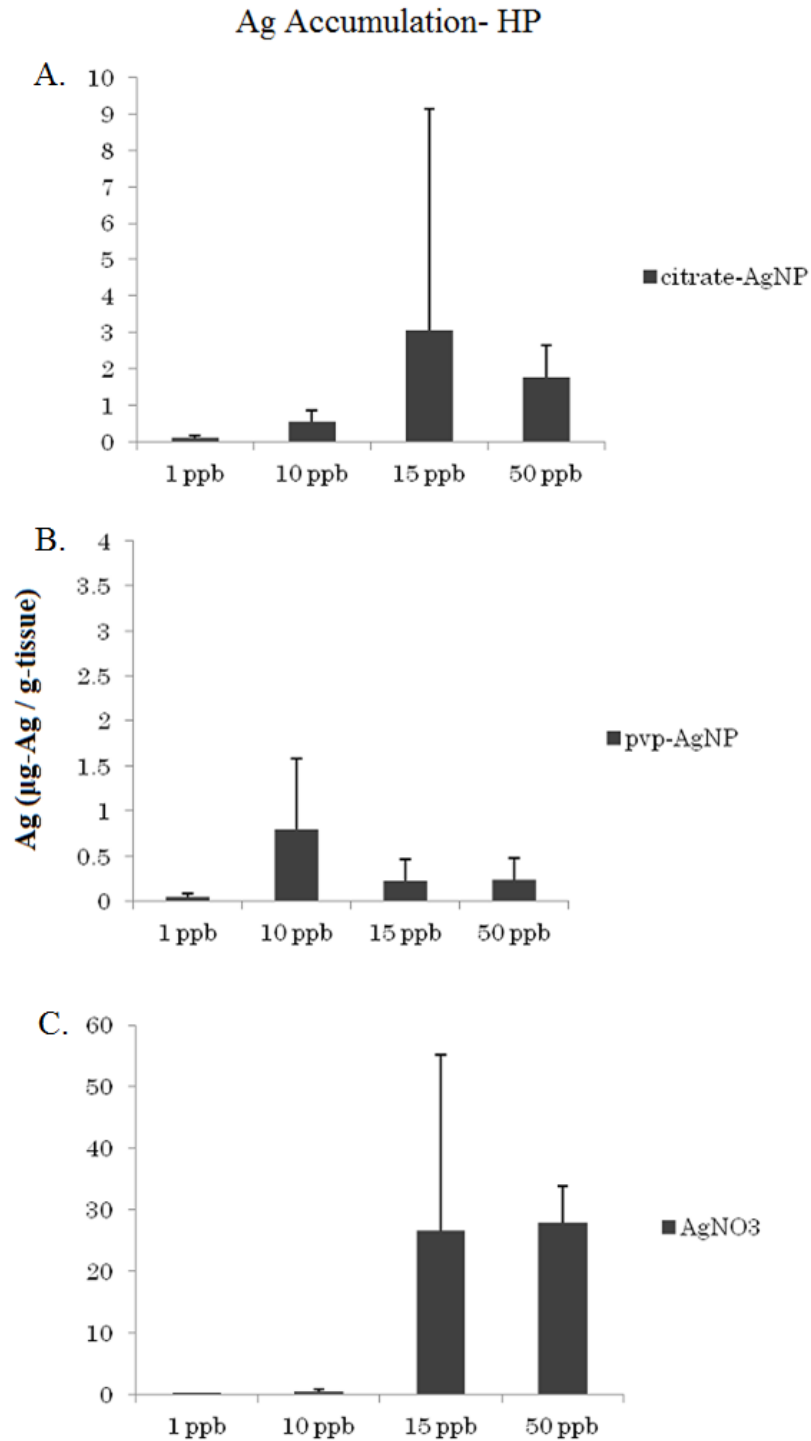 Ag Accumulation- HP
A.
10
9
8
7
6
5
4
3
2
1
0
1 ppb 10 ppb 15 ppb 50 ppb
citrate-AgNP
B.
Ag (µg-Ag / g-tissue)
4
3.5
3
2.5
2
1.5
1
0.5
0
1 ppb 10 ppb 15 ppb 50 ppb
pvp-AgNP
C.
60
50
40
30
20
10
0
1 ppb 10 ppb 15 ppb 50 ppb
AgNO3